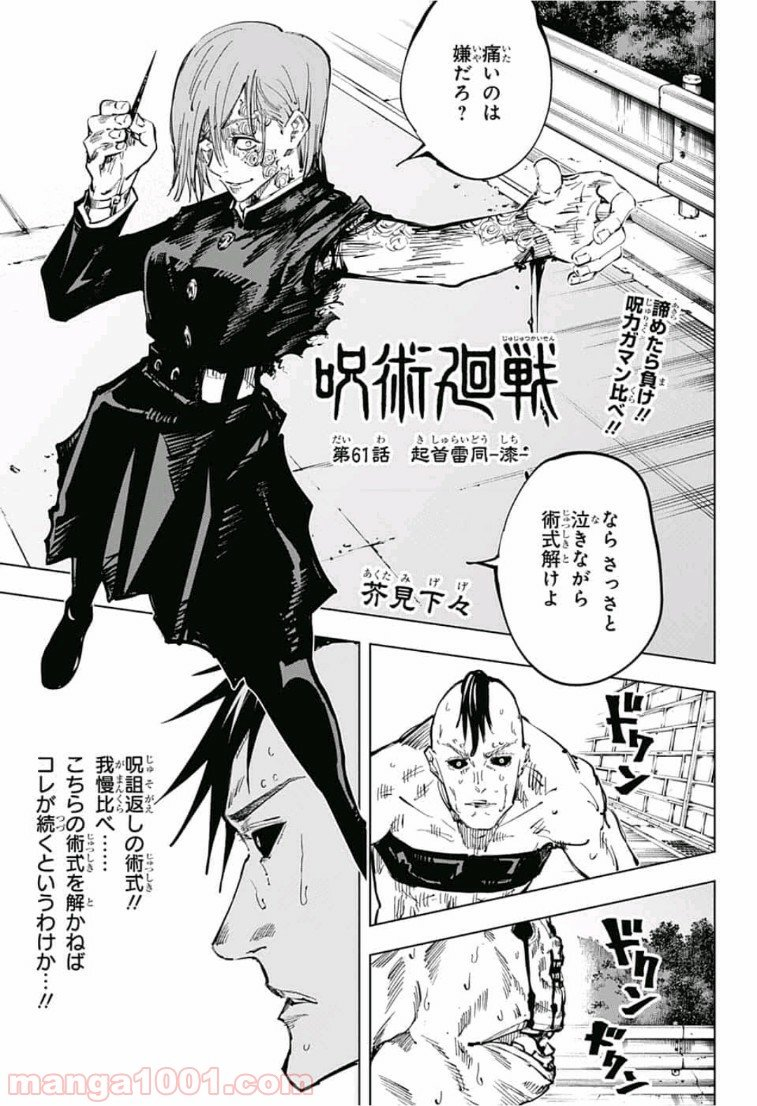 痛いのは
嫌だろ？
諦めたら負け!!
呪力ガマン比べ!!
呪術廻戦
第61話　起首雷同-漆-
芥見下々
なら さっさと
泣きながら
術式解けよ
ドクン
ドクン
ドクン
呪詛返しの術式!!
我慢比べ……
こちらの術式を解かねば
コレが続くというわけか…!!
manga1001.com